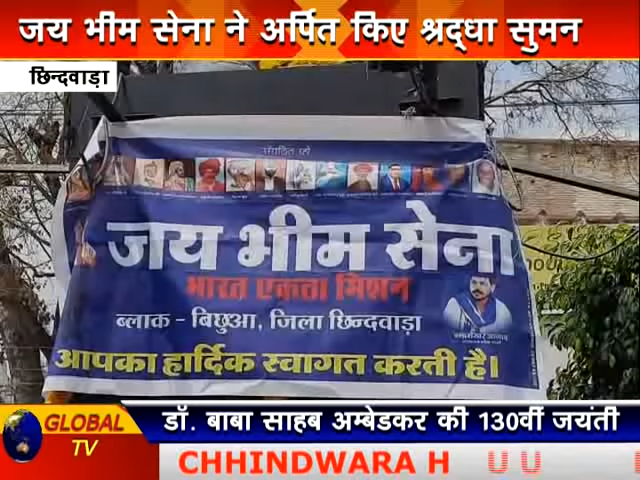 जय भीम सेना ने अर्पित किए श्रद्धा सुमन
छिन्दवाड़ा
जय भीम सेना
भारत एकता मिशन
ब्लाक - बिछुआ, जिला छिन्दवाड़ा
आपका हार्दिक स्वागत करती है।
GLOBAL TV
डॉ. बाबा साहब अम्बेडकर की 130वीं जयंती
CHHINDWARA H